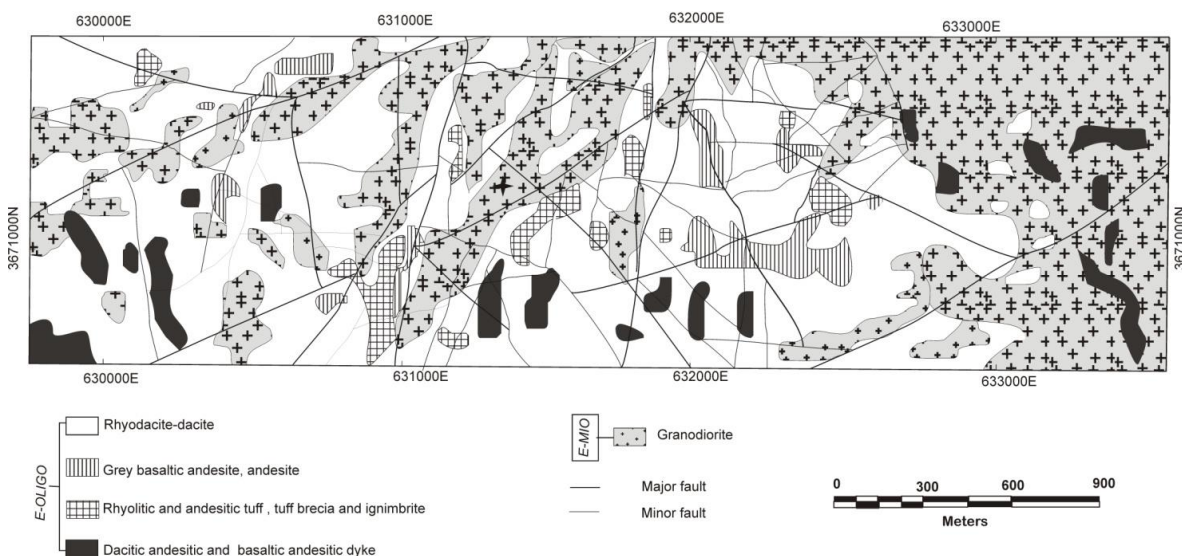 630000E 631000E 632000E 633000E
3671000N
3671000N
630000E 631000E 632000E 633000E
E-OLIGO
Rhyodacite-dacite
Grey basaltic andesite, andesite
Rhyolitic and andesitic tuff , tuff brecia and ignimbrite
Dacitic andesitic and basaltic andesitic dyke
E-MIO
Granodiorite
Major fault
Minor fault
0 300 600 900
Meters